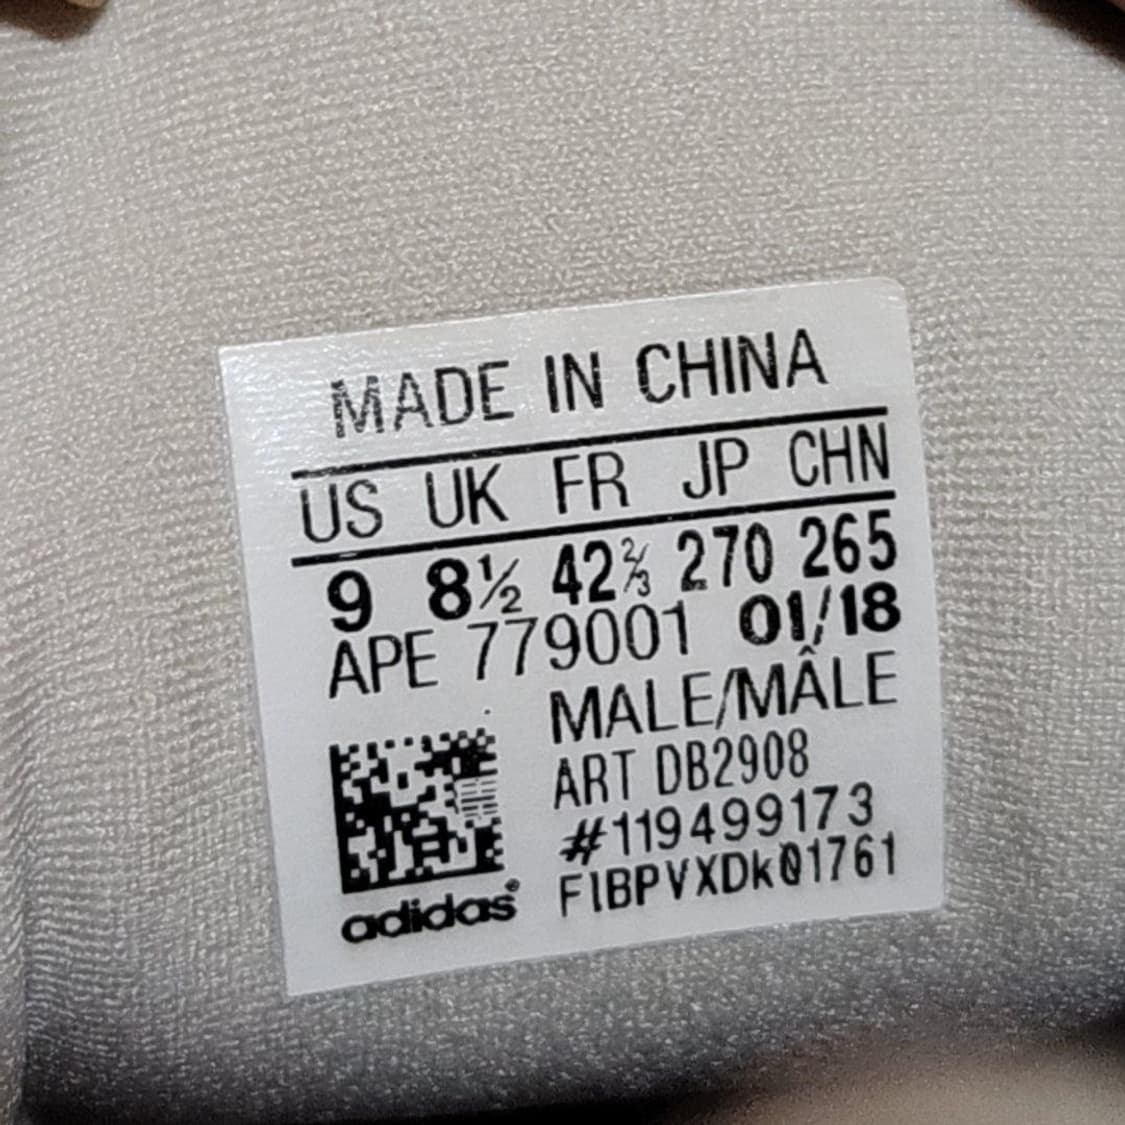 MADE IN CHINA
US UK FR JP CHN
9 8½ 42⅔ 270 265
APE 779001 01/18
MALE/MÂLE
ART DB2908
#119499173
F1BPVXDk01761
adidas®